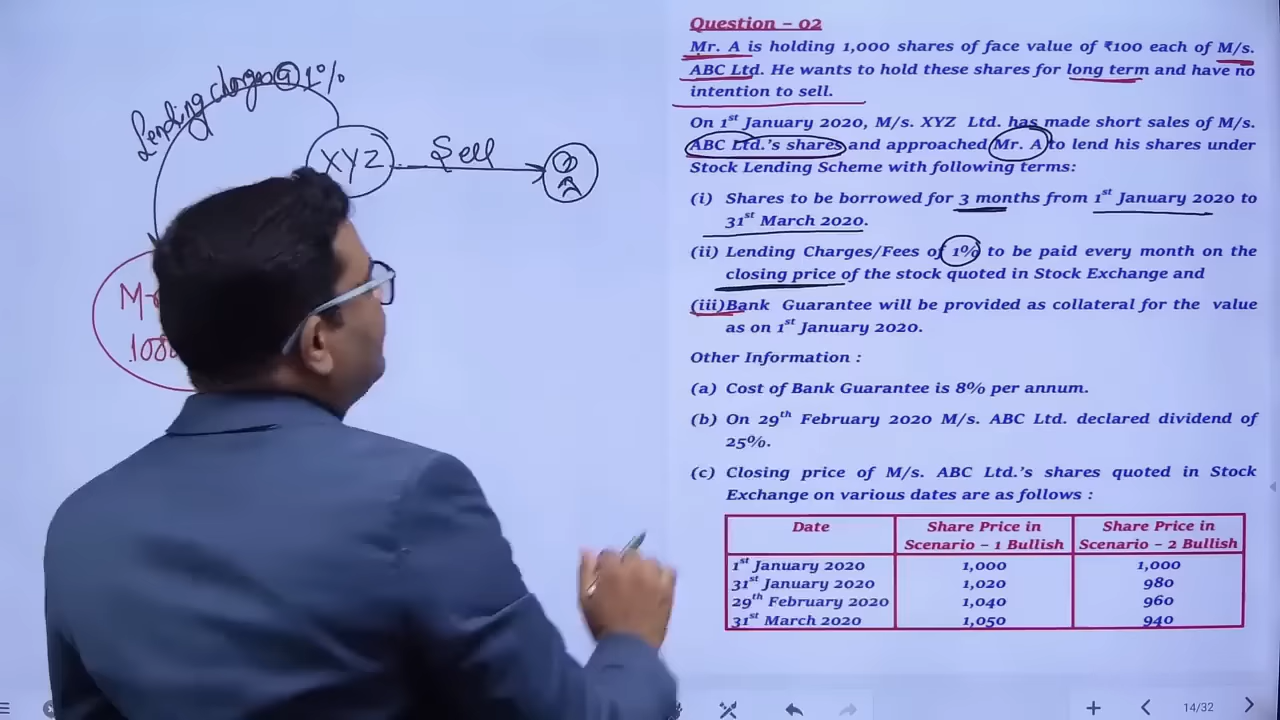 Lending charges @ 1%
XYZ
Sell
Question – 02
Mr. A is holding 1,000 shares of face value of ₹100 each of M/s.
ABC Ltd. He wants to hold these shares for long term and have no
intention to sell.
On 1st January 2020, M/s. XYZ Ltd. has made short sales of M/s.
ABC Ltd.'s shares and approached Mr. A to lend his shares under
Stock Lending Scheme with following terms:
(i) Shares to be borrowed for 3 months from 1st January 2020 to
31st March 2020.
(ii) Lending Charges/Fees of 1% to be paid every month on the
closing price of the stock quoted in Stock Exchange and
(iii) Bank Guarantee will be provided as collateral for the value
as on 1st January 2020.
Other Information :
(a) Cost of Bank Guarantee is 8% per annum.
(b) On 29th February 2020 M/s. ABC Ltd. declared dividend of
25%.
(c) Closing price of M/s. ABC Ltd.'s shares quoted in Stock
Exchange on various dates are as follows :
Date Share Price in Scenario – 1 Bullish Share Price in Scenario – 2 Bullish
1st January 2020 1,000 1,000
31st January 2020 1,020 980
29th February 2020 1,040 960
31st March 2020 1,050 940
14/32